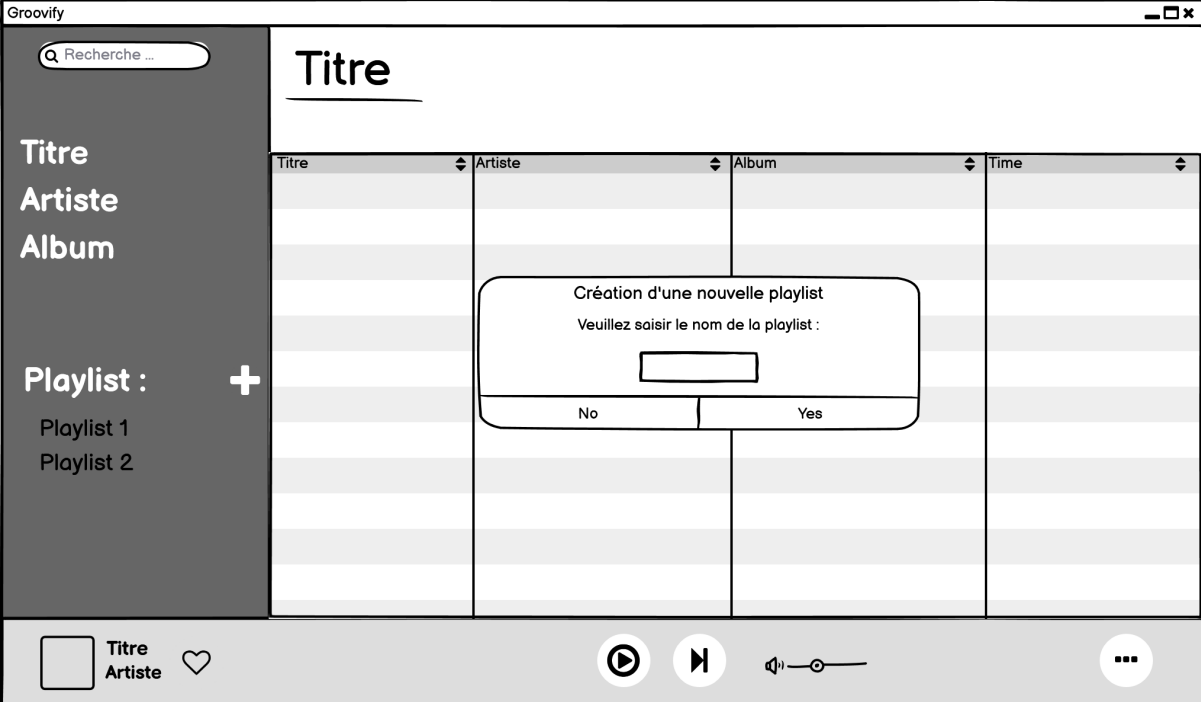 Groovify
Recherche ...
Titre
Artiste
Album
Playlist :
Playlist 1
Playlist 2
Titre
Titre Artiste Album Time
Création d'une nouvelle playlist
Veuillez saisir le nom de la playlist :
No Yes
Titre
Artiste